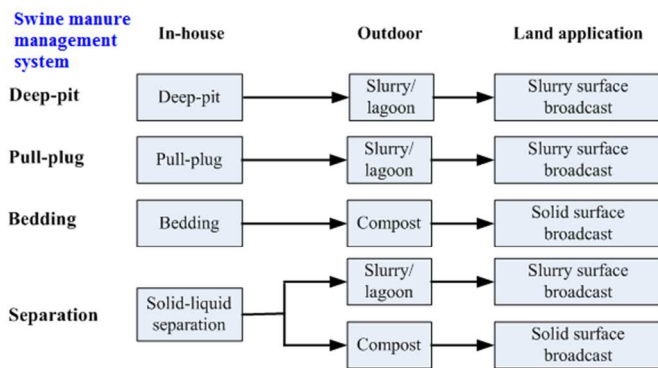 Swine manure
management
system
In-house
Outdoor
Land application
Deep-pit
Deep-pit
Slurry/
lagoon
Slurry surface
broadcast
Pull-plug
Pull-plug
Slurry/
lagoon
Slurry surface
broadcast
Bedding
Bedding
Compost
Solid surface
broadcast
Separation
Solid-liquid
separation
Slurry/
lagoon
Slurry surface
broadcast
Compost
Solid surface
broadcast